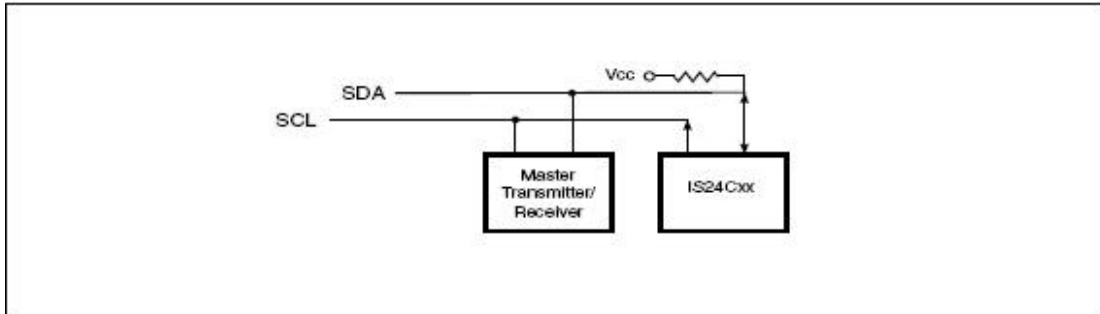 Vcc
SDA
SCL
Master
Transmitter/
Receiver
IS24Cxx